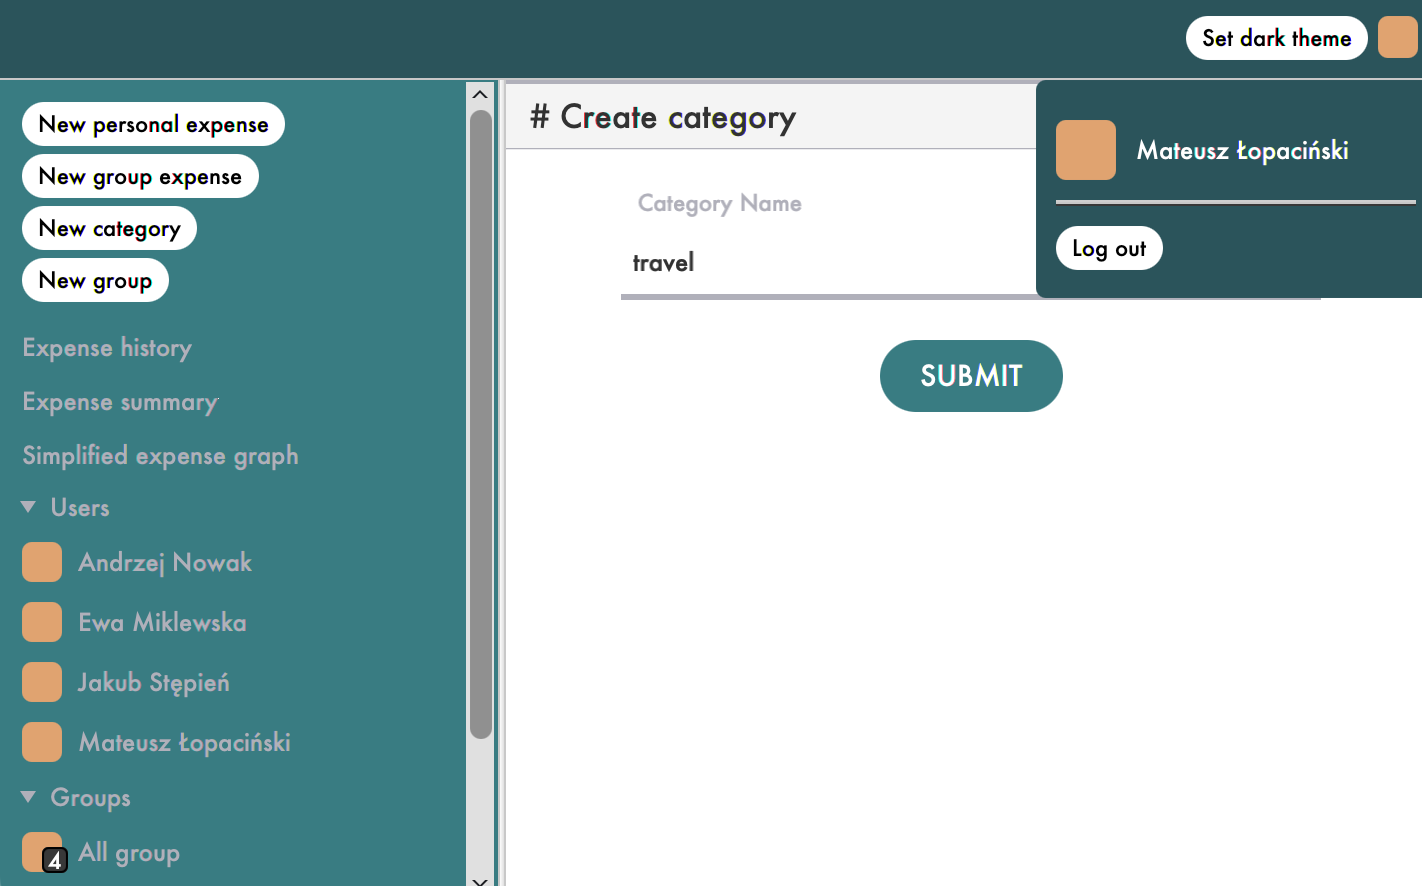 Set dark theme
New personal expense
New group expense
New category
New group
Expense history
Expense summary
Simplified expense graph
Users
Andrzej Nowak
Ewa Miklewska
Jakub Stępień
Mateusz Łopaciński
Groups
4 All group
# Create category
Category Name
travel
SUBMIT
Mateusz Łopaciński
Log out